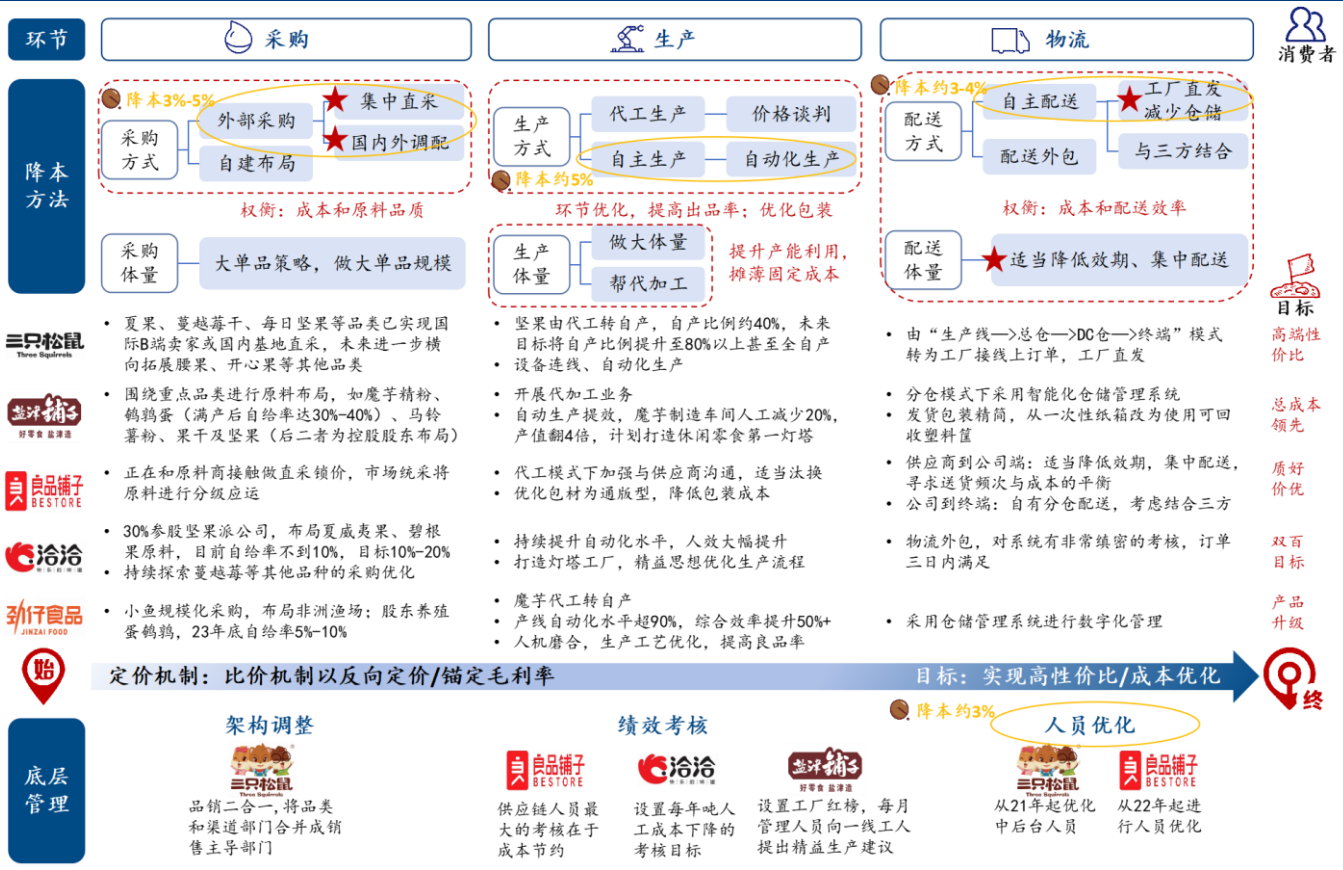 环节
采购
生产
物流
消费者
降本
方法
降本3%-5%
采购
方式
外部采购
集中直采
国内外调配
自建布局
权衡：成本和原料品质
采购
体量
大单品策略，做大单品规模
生产
方式
代工生产
价格谈判
自主生产
自动化生产
降本约5%
环节优化，提高出品率；优化包装
生产
体量
做大体量
帮代加工
提升产能利用，
摊薄固定成本
降本约3-4%
配送
方式
自主配送
工厂直发
减少仓储
配送外包
与三方结合
权衡：成本和配送效率
配送
体量
适当降低效期、集中配送
目标
三只松鼠
Three Squirrels
• 夏果、蔓越莓干、每日坚果等品类已实现国
际B端卖家或国内基地直采，未来进一步横
向拓展腰果、开心果等其他品类
• 坚果由代工转自产，自产比例约40%，未来
目标将自产比例提升至80%以上甚至全自产
• 设备连线、自动化生产
• 由“生产线—>总仓—>DC仓—>终端”模式
转为工厂接线上订单，工厂直发
高端性
价比
盐津铺子
好零食 盐津造
• 围绕重点品类进行原料布局，如魔芋精粉、
鹌鹑蛋（满产后自给率达30%-40%）、马铃
薯粉、果干及坚果（后二者为控股股东布局）
• 开展代加工业务
• 自动生产提效，魔芋制造车间人工减少20%，
产值翻4倍，计划打造休闲零食第一灯塔
• 分仓模式下采用智能化仓储管理系统
• 发货包装精简，从一次性纸箱改为使用可回
收塑料筐
总成本
领先
良品铺子
BESTORE
• 正在和原料商接触做直采锁价，市场统采将
原料进行分级应运
• 代工模式下加强与供应商沟通，适当汰换
• 优化包材为通版型，降低包装成本
• 供应商到公司端：适当降低效期，集中配送，
寻求送货频次与成本的平衡
• 公司到终端：自有分仓配送，考虑结合三方
质好
价优
洽洽
• 30%参股坚果派公司，布局夏威夷果、碧根
果原料，目前自给率不到10%，目标10%-20%
• 持续探索蔓越莓等其他品种的采购优化
• 持续提升自动化水平，人效大幅提升
• 打造灯塔工厂，精益思想优化生产流程
• 物流外包，对系统有非常缜密的考核，订单
三日内满足
双百
目标
劲仔食品
JINZAI FOOD
• 小鱼规模化采购，布局非洲渔场；股东养殖
蛋鹌鹑，23年底自给率5%-10%
• 魔芋代工转自产
• 产线自动化水平超90%，综合效率提升50%+
• 人机磨合，生产工艺优化，提高良品率
• 采用仓储管理系统进行数字化管理
产品
升级
始
定价机制：比价机制以反向定价/锚定毛利率
目标：实现高性价比/成本优化
终
底层
管理
架构调整
三只松鼠
Three Squirrels
品销二合一,将品类
和渠道部门合并成销
售主导部门
绩效考核
良品铺子
BESTORE
供应链人员最
大的考核在于
成本节约
洽洽
设置每年吨人
工成本下降的
考核目标
盐津铺子
好零食 盐津造
设置工厂红榜，每月
管理人员向一线工人
提出精益生产建议
降本约3%
人员优化
三只松鼠
Three Squirrels
从21年起优化
中后台人员
良品铺子
BESTORE
从22年起进
行人员优化